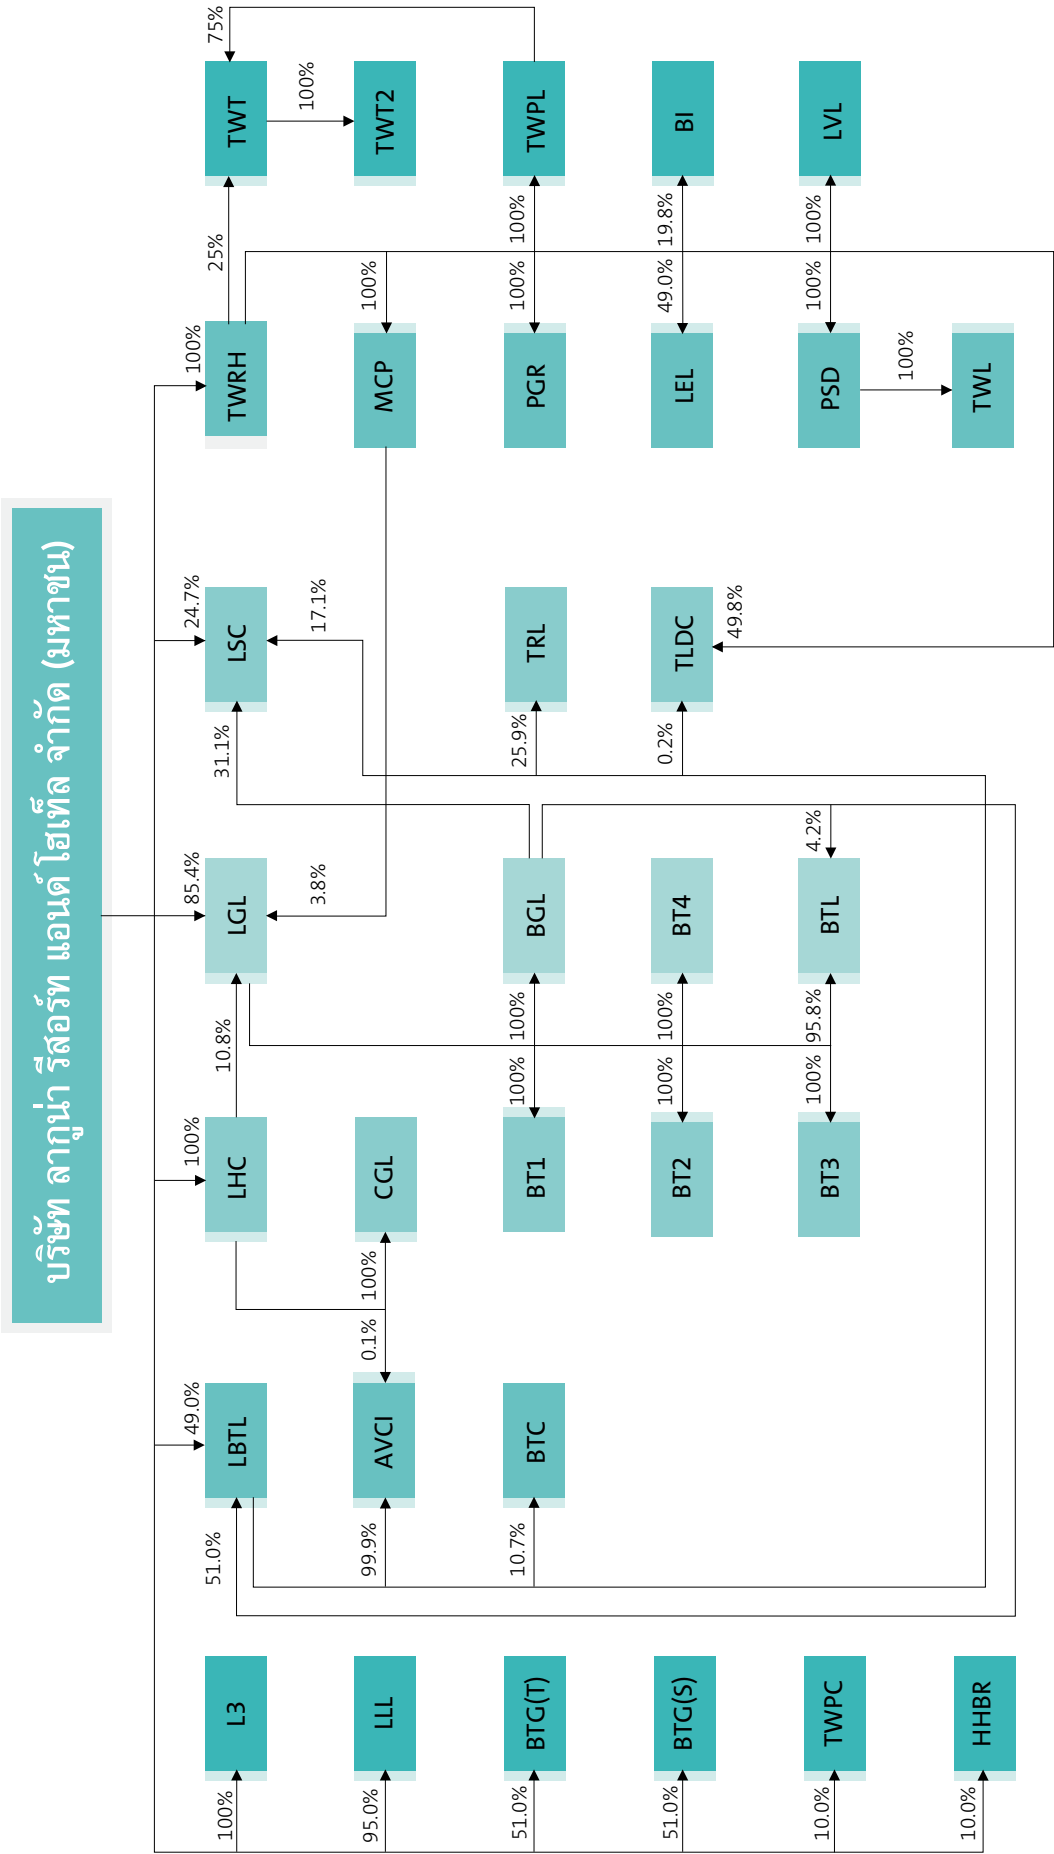 บริษัท ลากูน่า รีสอร์ท แอนด์ โฮเท็ล จำกัด (มหาชน)
49.0%
100%
85.4%
24.7%
100%
75%
100%
51.0%
10.8%
31.1%
25%
L3
LBTL
LHC
LGL
LSC
TWRH
TWT
3.8%
17.1%
100%
95.0%
99.9%
0.1%
100%
100%
LLL
AVCI
CGL
MCP
TWT2
51.0%
10.7%
100%
100%
25.9%
100%
100%
BTG(T)
BTC
BT1
BGL
TRL
PGR
TWPL
51.0%
100%
100%
0.2%
49.0%
19.8%
BTG(S)
BT2
BT4
TLDC
LEL
BI
49.8%
10.0%
100%
95.8%
4.2%
100%
100%
TWPC
BT3
BTL
PSD
LVL
100%
10.0%
HHBR
TWL